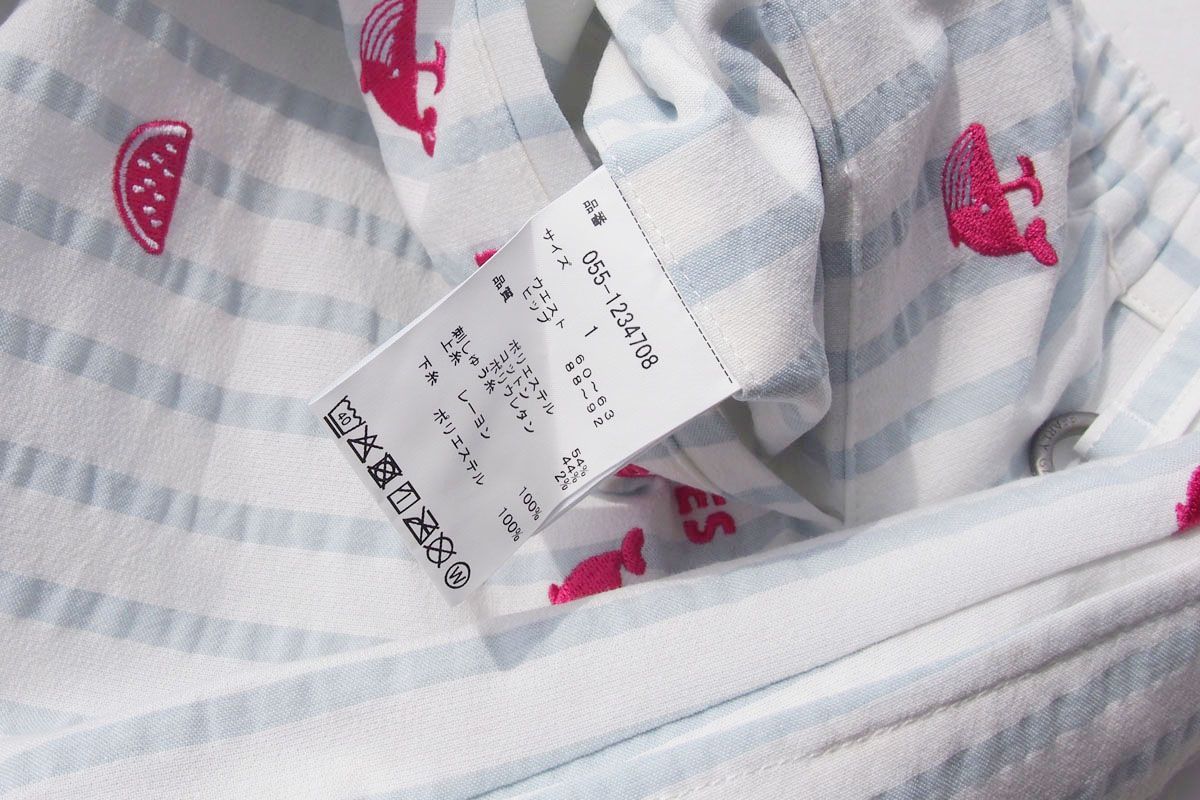 品番 055-1234708
サイズ 1
ウエスト 60〜63
ヒップ 88〜92
品質
ポリエステル 54%
コットン 44%
ポリウレタン 2%
刺しゅう糸
上糸 レーヨン 100%
下糸 ポリエステル 100%
40
W
ES